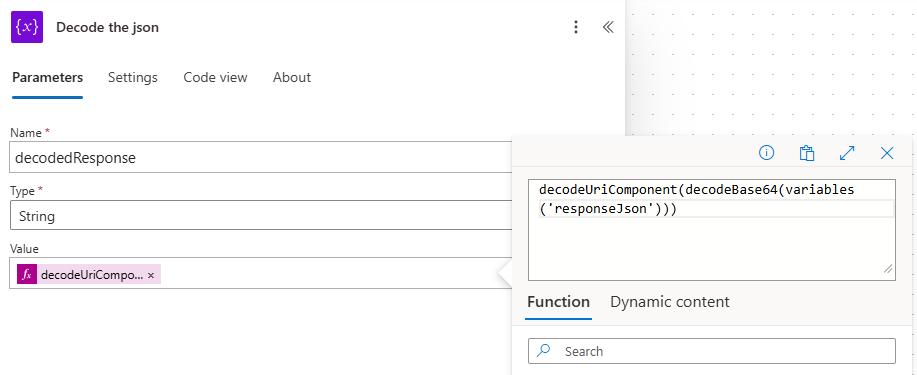 {x} Decode the json
Parameters Settings Code view About
Name *
decodedResponse
Type *
String
Value
fx decodeUriCompo... ×
decodeUriComponent(decodeBase64(variables
('responseJson')))
Function Dynamic content
Search